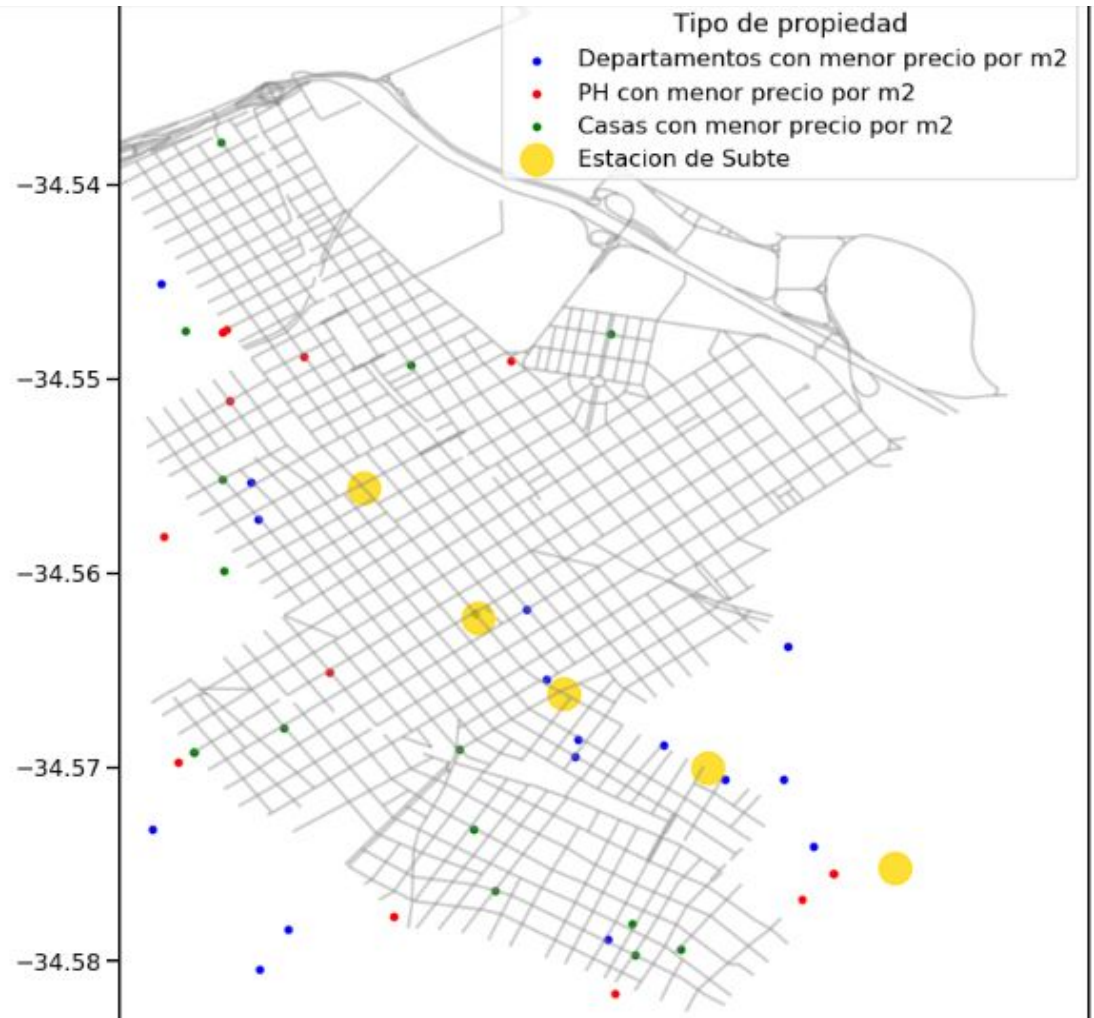 Tipo de propiedad
Departamentos con menor precio por m2
PH con menor precio por m2
Casas con menor precio por m2
Estacion de Subte
−34.54
−34.55
−34.56
−34.57
−34.58